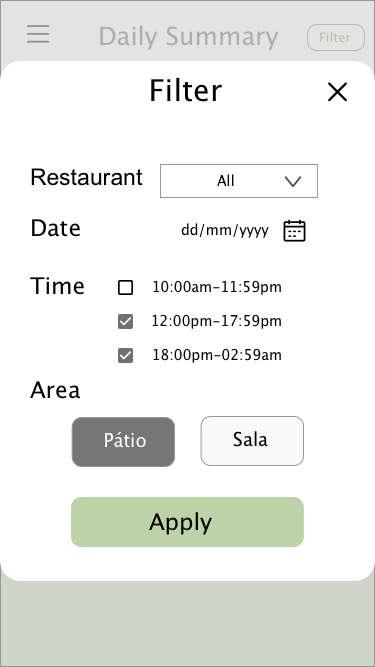 Daily Summary
Filter
Filter
Restaurant
All
Date
dd/mm/yyyy
Time
10:00am-11:59pm
12:00pm-17:59pm
18:00pm-02:59am
Area
Pátio
Sala
Apply